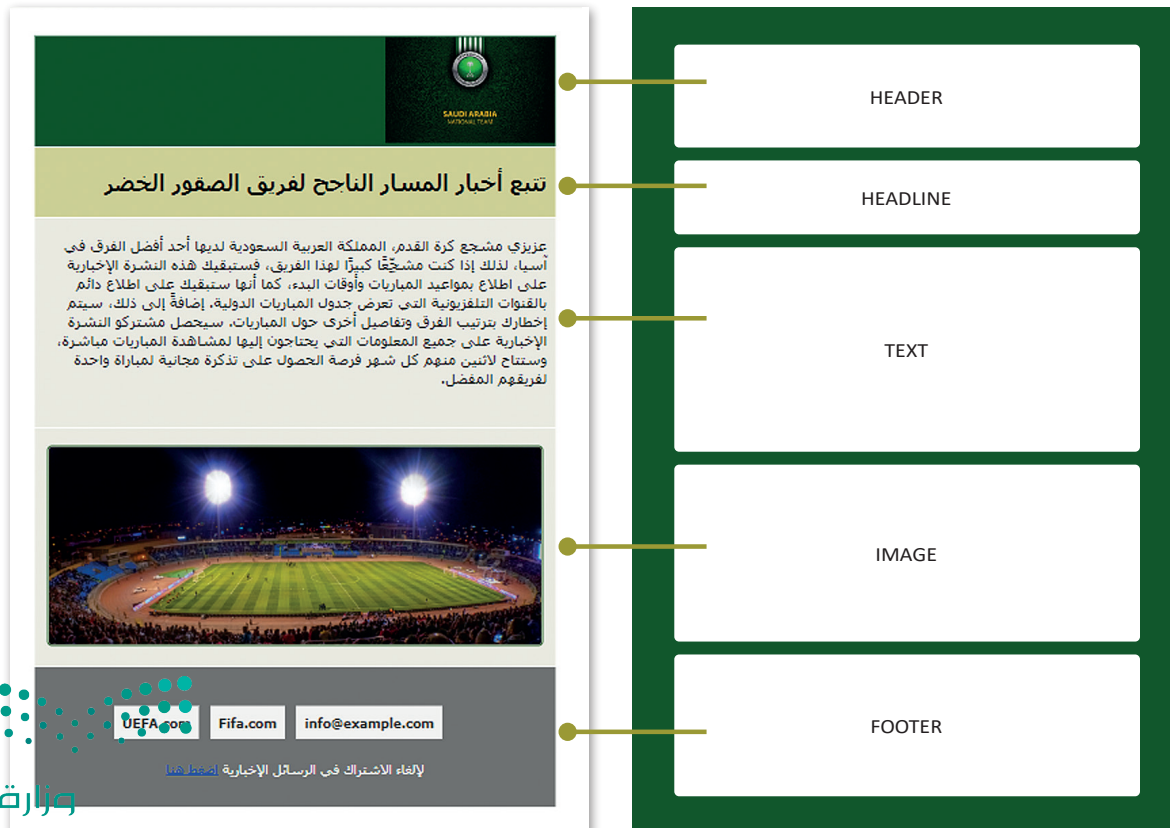 SAUDI ARABIA
NATIONAL TEAM
تتبع أخبار المسار الناجح لفريق الصقور الخضر
عزيزي مشجع كرة القدم، المملكة العربية السعودية لديها أحد أفضل الفرق في
آسيا، لذلك إذا كنت مشجّعًا كبيرًا لهذا الفريق، فستبقيك هذه النشرة الإخبارية
على اطلاع بمواعيد المباريات وأوقات البدء، كما أنها ستبقيك على اطلاع دائم
بالقنوات التلفزيونية التي تعرض جدول المباريات الدولية. إضافةً إلى ذلك، سيتم
إخطارك بترتيب الفرق وتفاصيل أخرى حول المباريات. سيحصل مشتركو النشرة
الإخبارية على جميع المعلومات التي يحتاجون إليها لمشاهدة المباريات مباشرة،
وستتاح لاثنين منهم كل شهر فرصة الحصول على تذكرة مجانية لمباراة واحدة
لفريقهم المفضل.
UEFA.com
Fifa.com
info@example.com
لإلغاء الاشتراك في الرسائل الإخبارية اضغط هنا
وزارة
HEADER
HEADLINE
TEXT
IMAGE
FOOTER